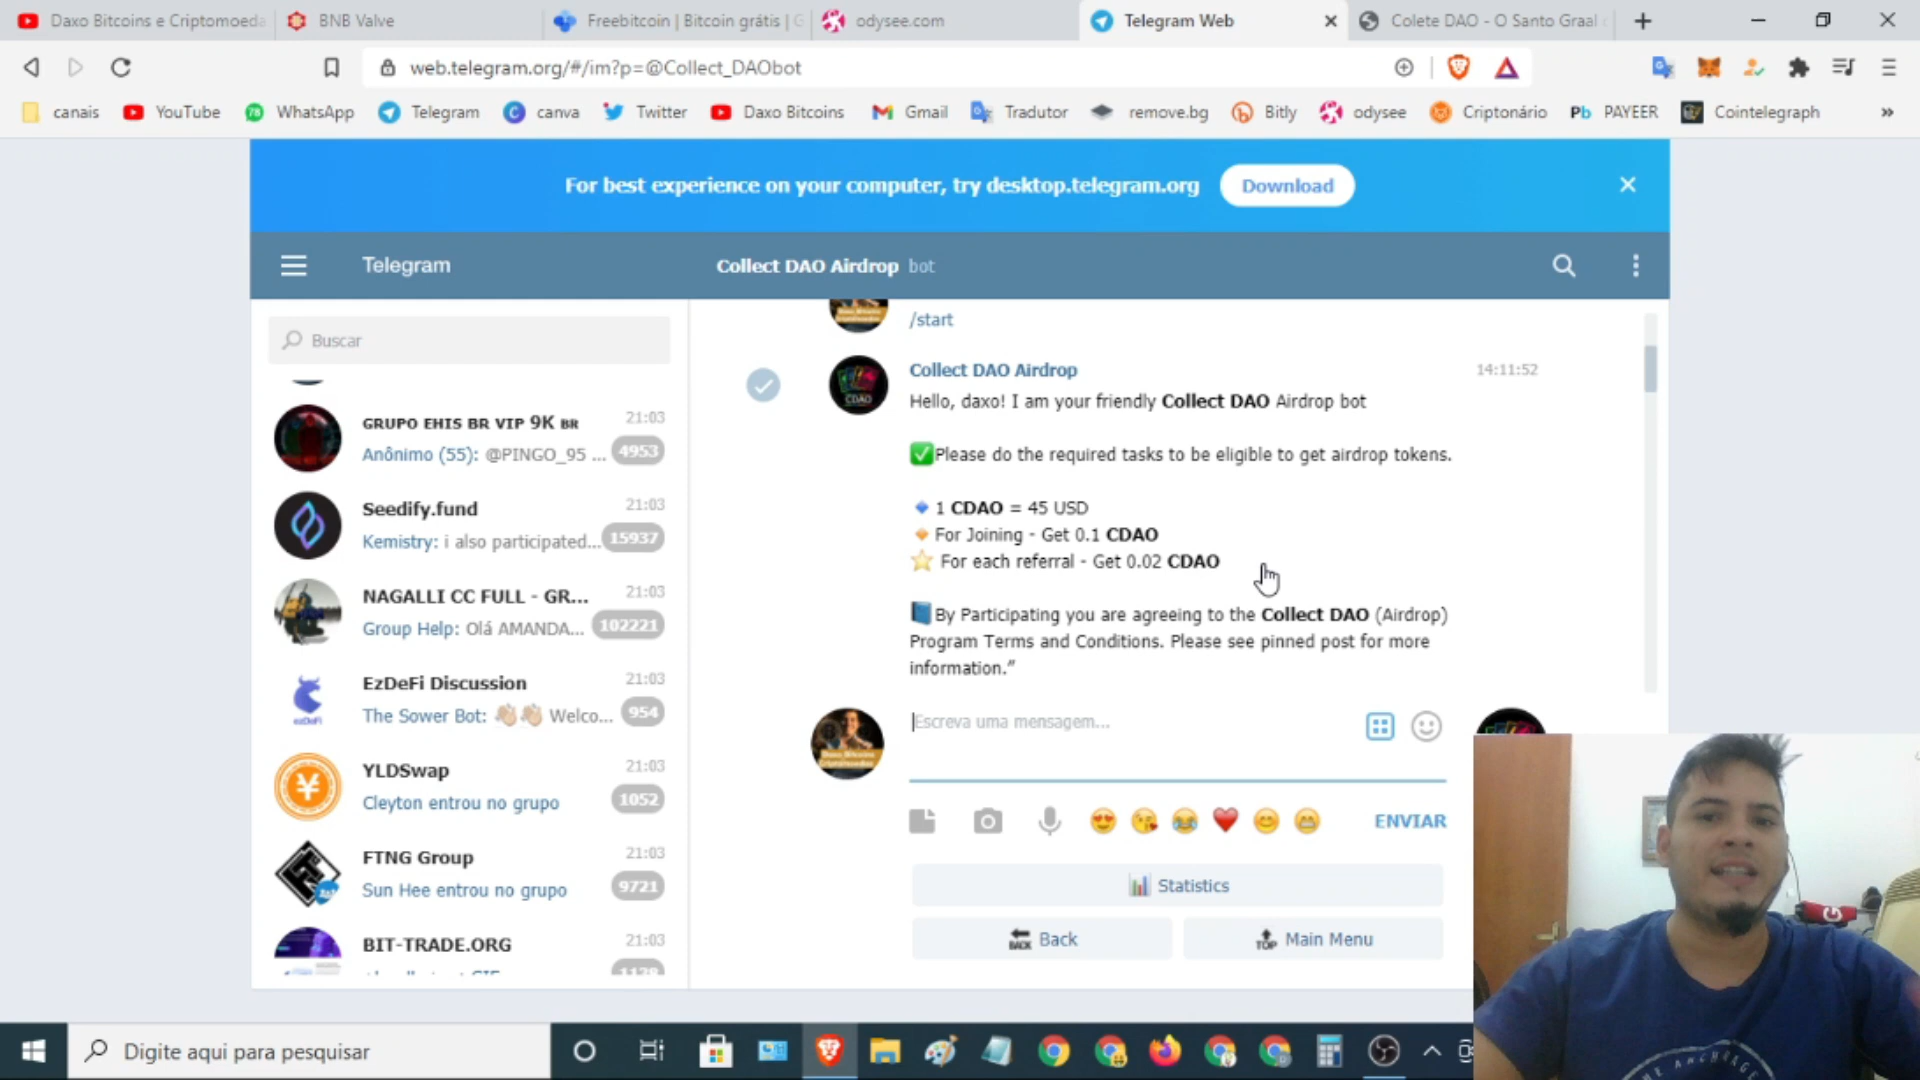 Daxo Bitcoins e Criptomoeda
BNB Valve
Freebitcoin | Bitcoin grátis | G
odysee.com
Telegram Web
Colete DAO - O Santo Graal
web.telegram.org/#/im?p=@Collect_DAObot
canais
YouTube
WhatsApp
Telegram
canva
Twitter
Daxo Bitcoins
Gmail
Tradutor
remove.bg
Bitly
odysee
Criptonário
Pb PAYEER
Cointelegraph
For best experience on your computer, try desktop.telegram.org
Download
Telegram
Collect DAO Airdrop bot
Buscar
GRUPO EHIS BR VIP 9K BR
21:03
Anônimo (55): @PINGO_95 ...
4953
Seedify.fund
21:03
Kemistry: i also participated...
15937
NAGALLI CC FULL - GR...
21:03
Group Help: Olá AMANDA...
102221
EzDeFi Discussion
21:03
The Sower Bot: 👋🏻👋🏻 Welco...
954
YLDSwap
21:03
Cleyton entrou no grupo
1052
FTNG Group
21:03
Sun Hee entrou no grupo
9721
BIT-TRADE.ORG
21:03
/start
Collect DAO Airdrop
14:11:52
Hello, daxo! I am your friendly Collect DAO Airdrop bot
✅Please do the required tasks to be eligible to get airdrop tokens.
🔹 1 CDAO = 45 USD
🔸 For Joining - Get 0.1 CDAO
⭐ For each referral - Get 0.02 CDAO
📘By Participating you are agreeing to the Collect DAO (Airdrop)
Program Terms and Conditions. Please see pinned post for more
information.”
Escreva uma mensagem...
ENVIAR
Statistics
BACK Back
TOP Main Menu
Digite aqui para pesquisar